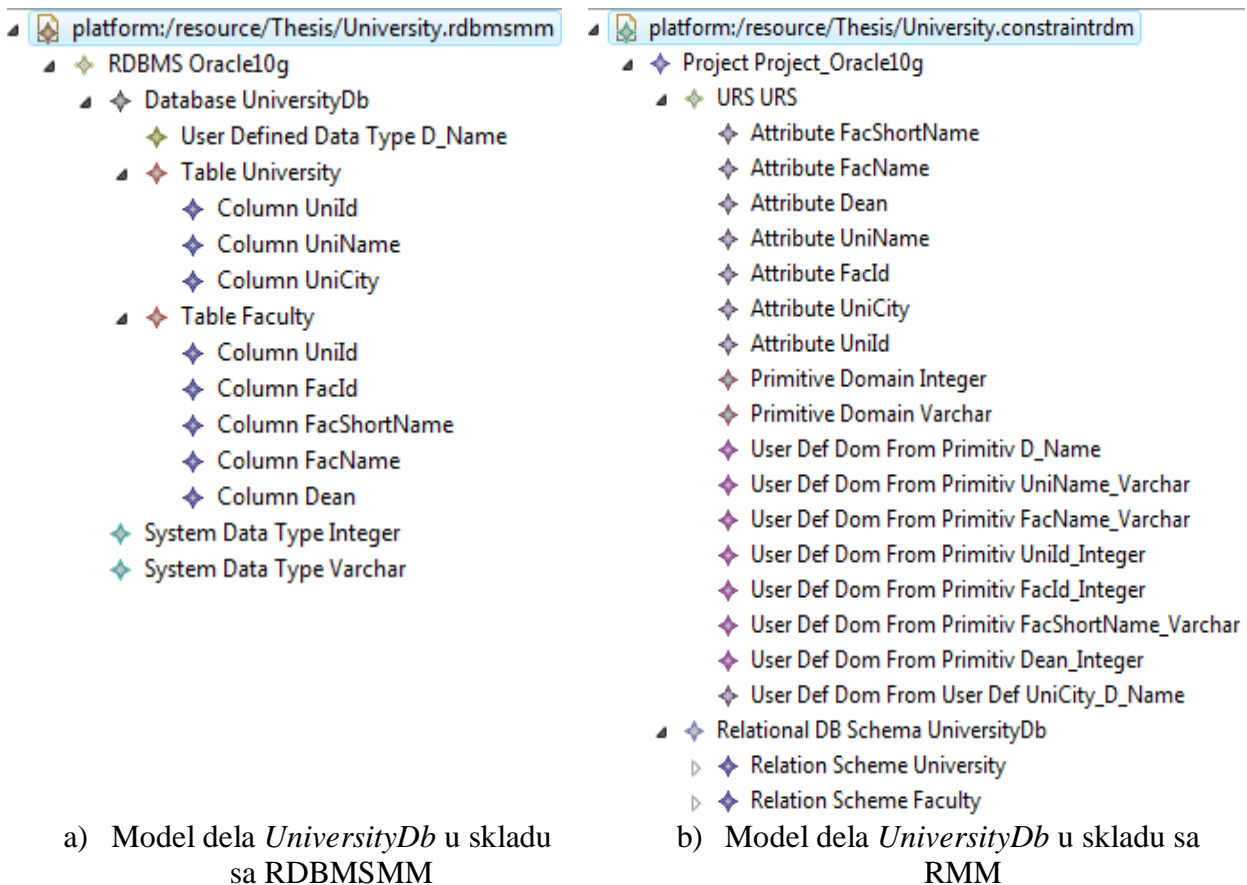 platform:/resource/Thesis/University.rdbmsmm
RDBMS Oracle10g
Database UniversityDb
User Defined Data Type D_Name
Table University
Column UniId
Column UniName
Column UniCity
Table Faculty
Column UniId
Column FacId
Column FacShortName
Column FacName
Column Dean
System Data Type Integer
System Data Type Varchar
a) Model dela UniversityDb u skladu
sa RDBMSMM
platform:/resource/Thesis/University.constraintrdm
Project Project_Oracle10g
URS URS
Attribute FacShortName
Attribute FacName
Attribute Dean
Attribute UniName
Attribute FacId
Attribute UniCity
Attribute UniId
Primitive Domain Integer
Primitive Domain Varchar
User Def Dom From Primitiv D_Name
User Def Dom From Primitiv UniName_Varchar
User Def Dom From Primitiv FacName_Varchar
User Def Dom From Primitiv UniId_Integer
User Def Dom From Primitiv FacId_Integer
User Def Dom From Primitiv FacShortName_Varchar
User Def Dom From Primitiv Dean_Integer
User Def Dom From User Def UniCity_D_Name
Relational DB Schema UniversityDb
Relation Scheme University
Relation Scheme Faculty
b) Model dela UniversityDb u skladu sa
RMM